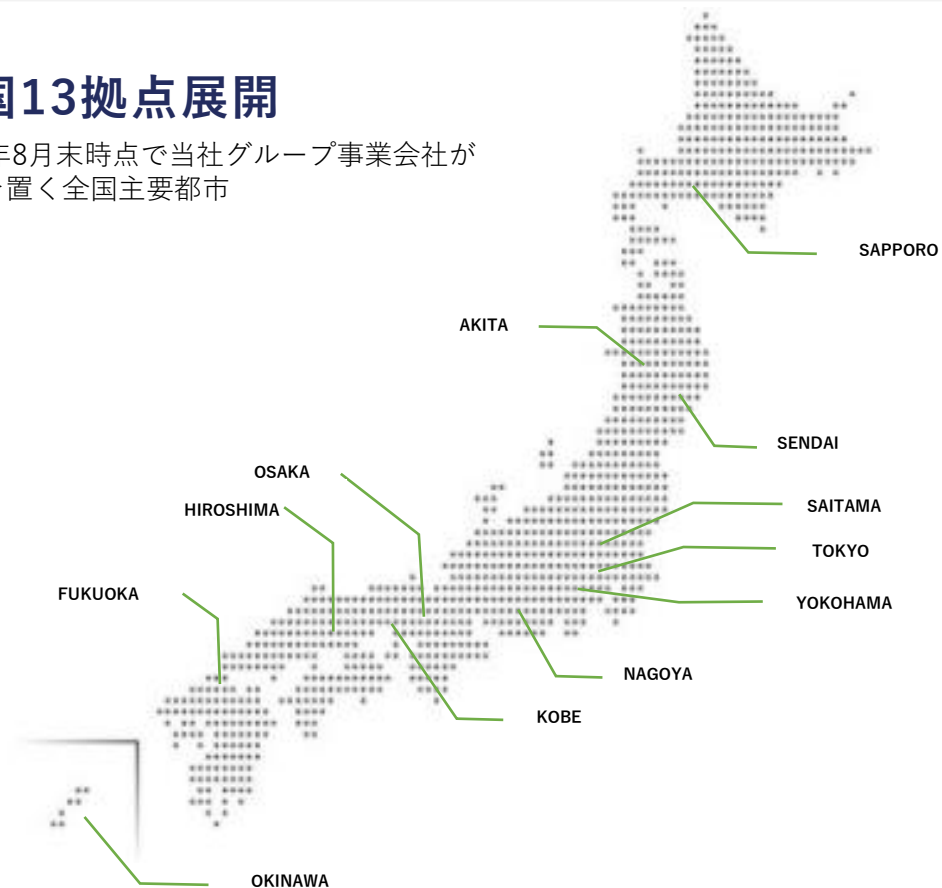 国13拠点展開
年8月末時点で当社グループ事業会社が
置く全国主要都市
SAPPORO
AKITA
SENDAI
OSAKA
HIROSHIMA
SAITAMA
TOKYO
FUKUOKA
YOKOHAMA
NAGOYA
KOBE
OKINAWA